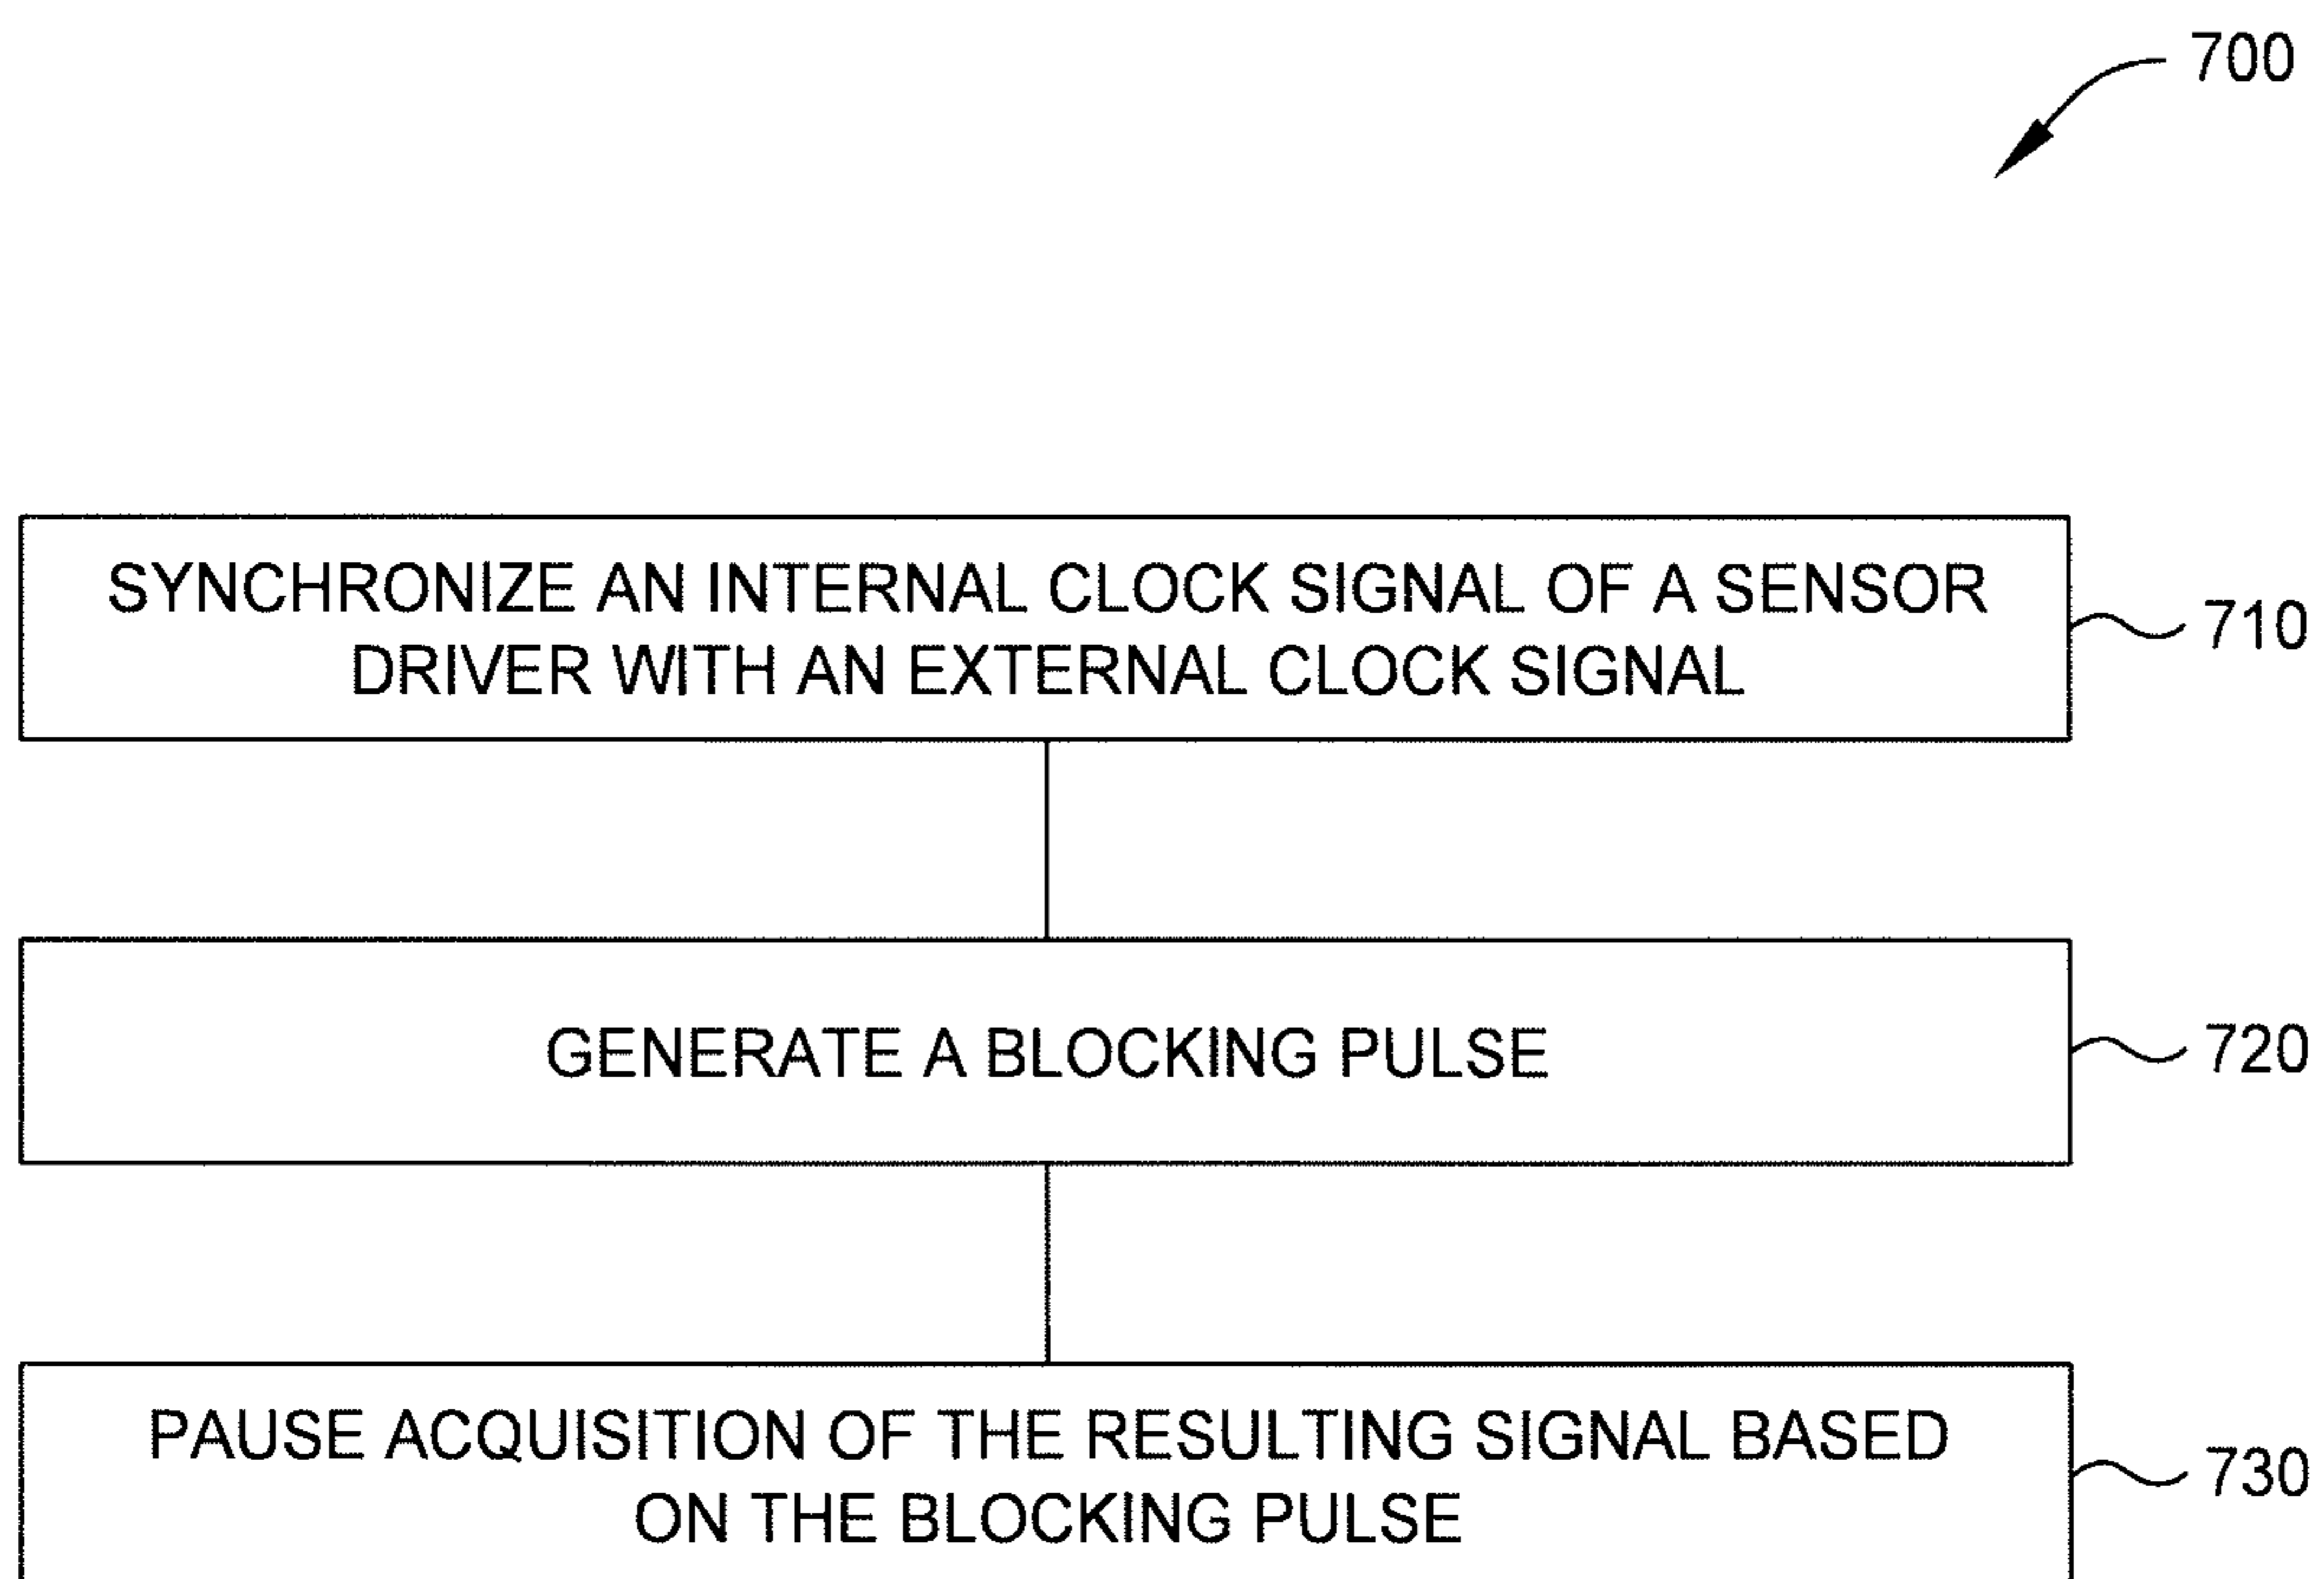 700
SYNCHRONIZE AN INTERNAL CLOCK SIGNAL OF A SENSOR
DRIVER WITH AN EXTERNAL CLOCK SIGNAL
710
GENERATE A BLOCKING PULSE
720
PAUSE ACQUISITION OF THE RESULTING SIGNAL BASED
ON THE BLOCKING PULSE
730